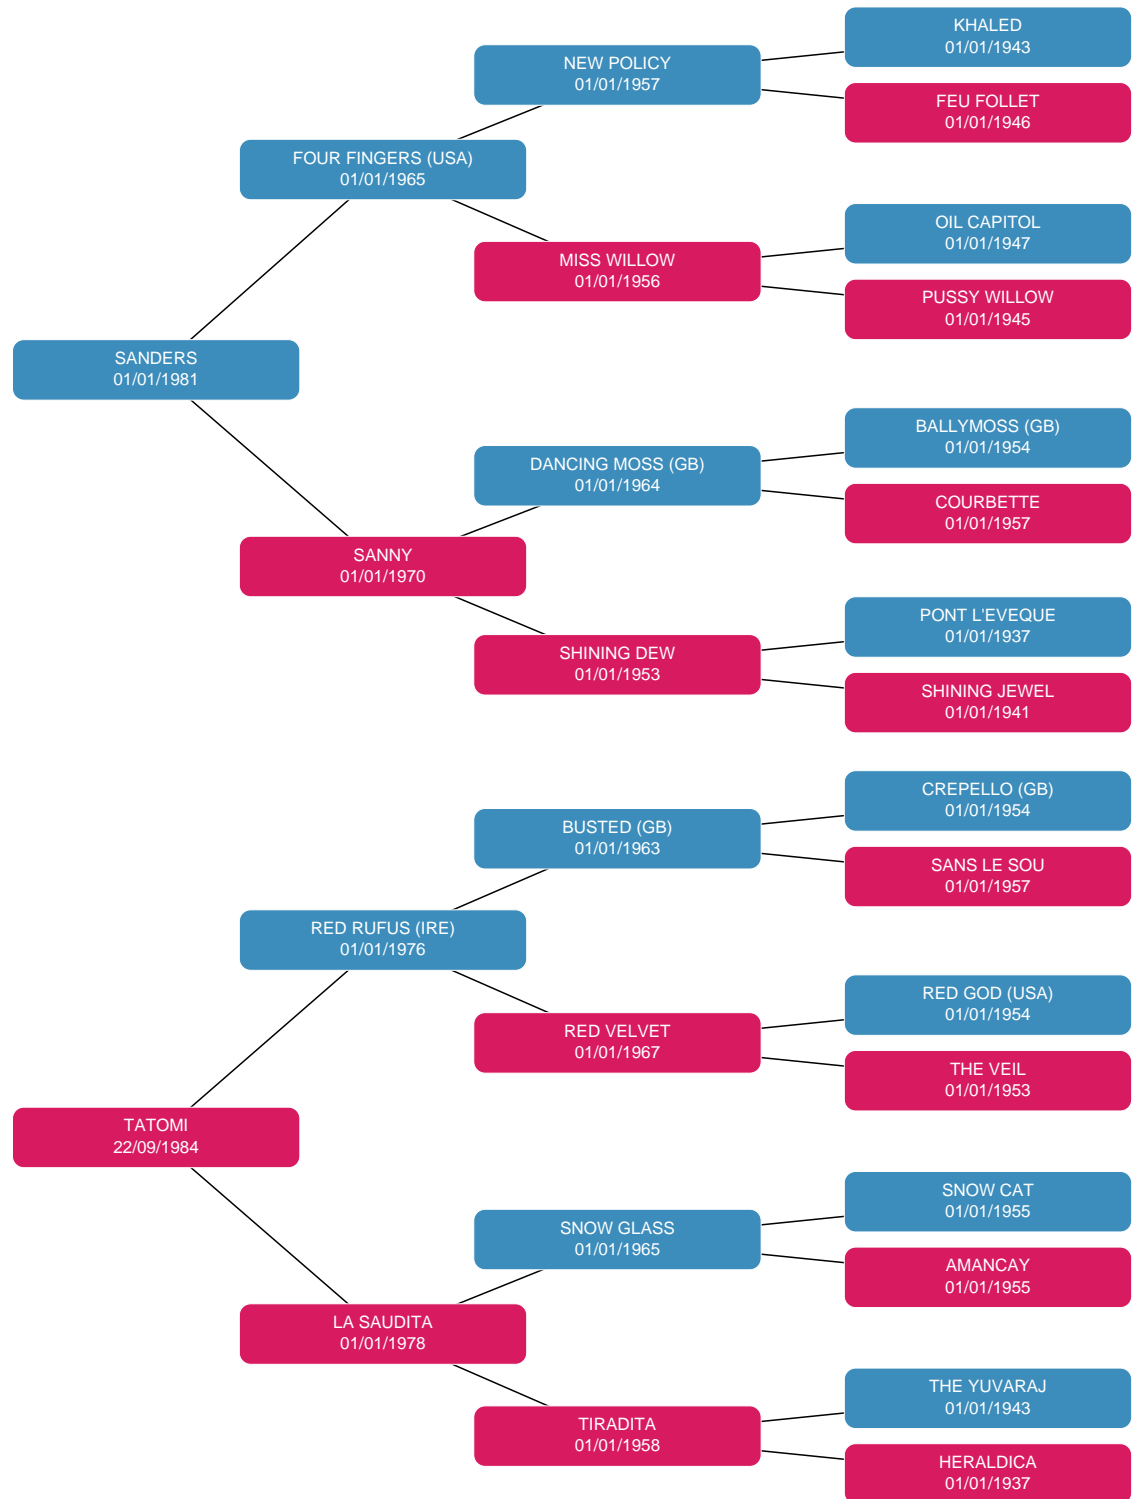 KHALED
01/01/1943
NEW POLICY
01/01/1957
FEU FOLLET
01/01/1946
FOUR FINGERS (USA)
01/01/1965
OIL CAPITOL
01/01/1947
MISS WILLOW
01/01/1956
PUSSY WILLOW
01/01/1945
SANDERS
01/01/1981
BALLYMOSS (GB)
01/01/1954
DANCING MOSS (GB)
01/01/1964
COURBETTE
01/01/1957
SANNY
01/01/1970
PONT L'EVEQUE
01/01/1937
SHINING DEW
01/01/1953
SHINING JEWEL
01/01/1941
CREPELLO (GB)
01/01/1954
BUSTED (GB)
01/01/1963
SANS LE SOU
01/01/1957
RED RUFUS (IRE)
01/01/1976
RED GOD (USA)
01/01/1954
RED VELVET
01/01/1967
THE VEIL
01/01/1953
TATOMI
22/09/1984
SNOW CAT
01/01/1955
SNOW GLASS
01/01/1965
AMANCAY
01/01/1955
LA SAUDITA
01/01/1978
THE YUVARAJ
01/01/1943
TIRADITA
01/01/1958
HERALDICA
01/01/1937